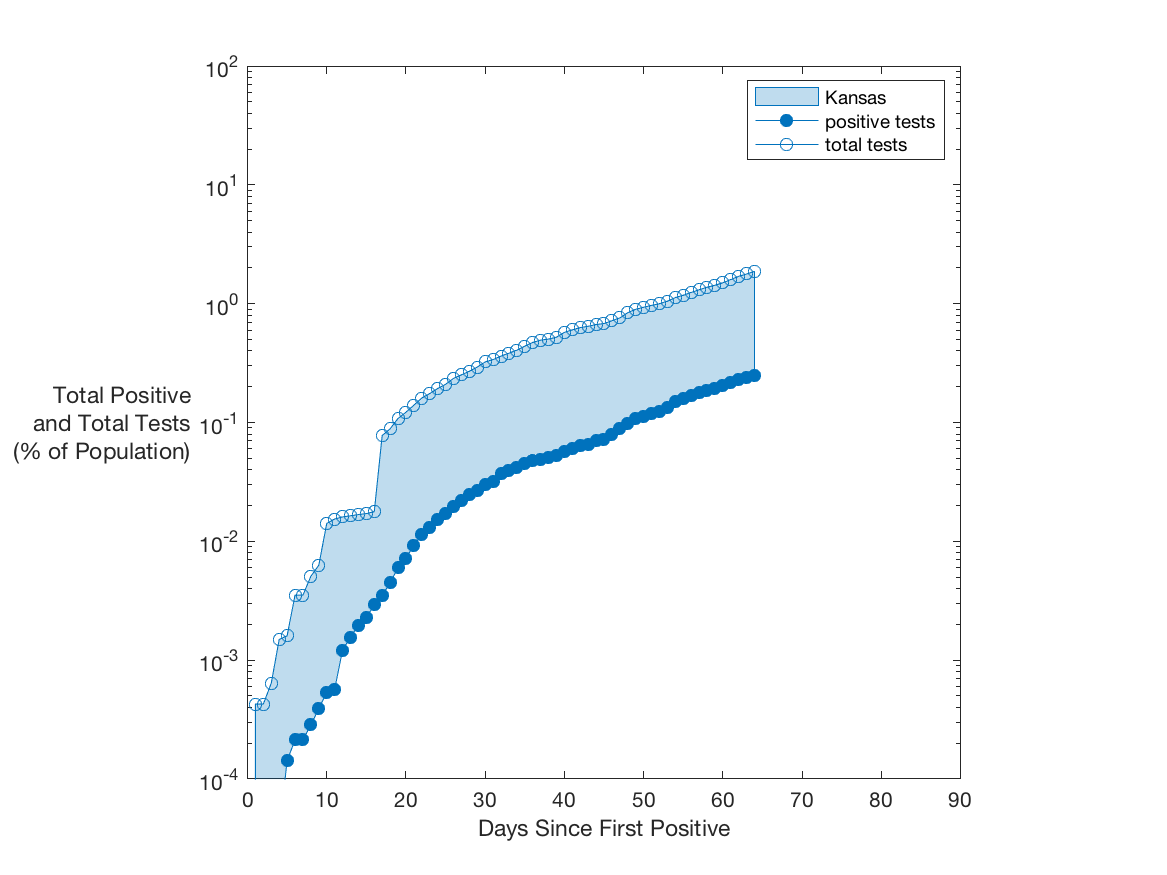 10^2
10^1
10^0
10^-1
10^-2
10^-3
10^-4
Total Positive
and Total Tests
(% of Population)
Kansas
positive tests
total tests
0 10 20 30 40 50 60 70 80 90
Days Since First Positive